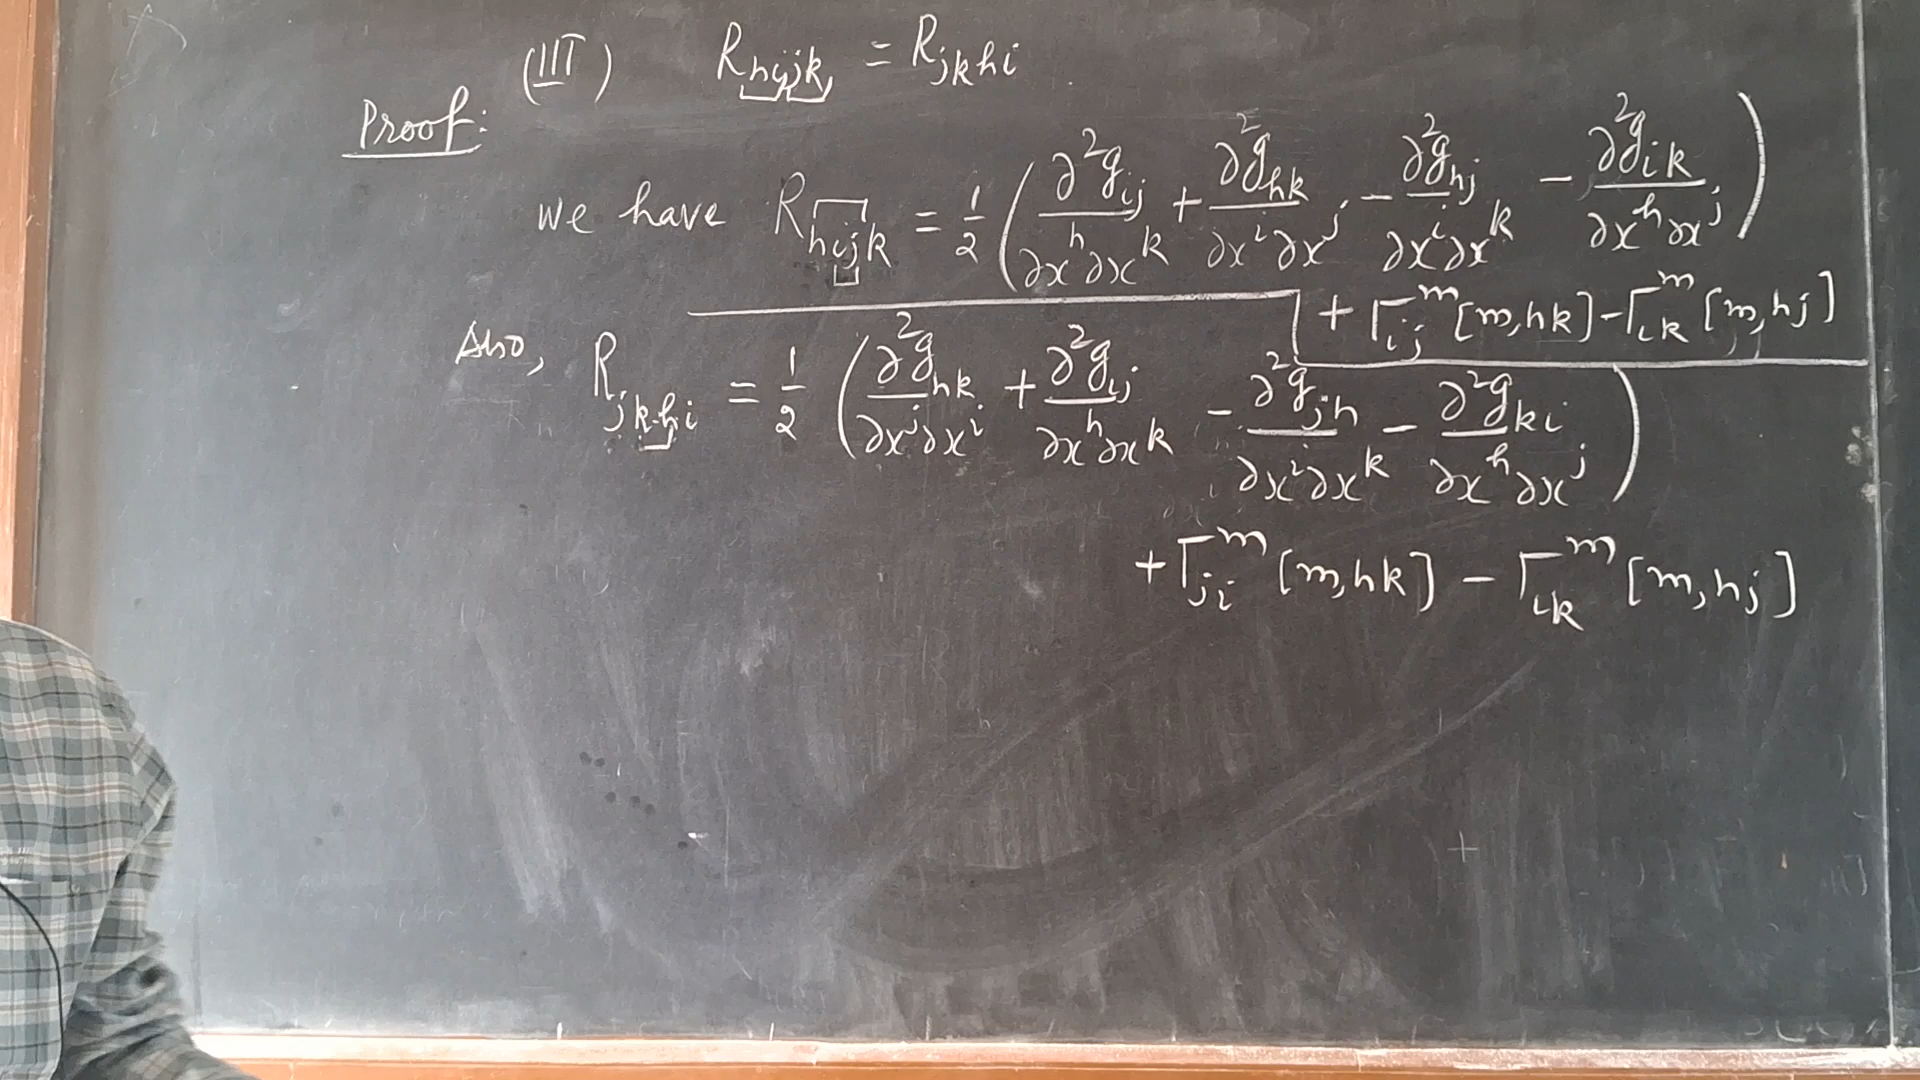 (III) R_{hijk} = R_{jkhi}
Proof:
we have R_{hijk} = 1/2 ( ∂²g_{ij}/∂x^h∂x^k + ∂²g_{hk}/∂x^i∂x^j - ∂²g_{hj}/∂x^i∂x^k - ∂²g_{ik}/∂x^h∂x^j )
+ Γ_{ij}^m [m,hk] - Γ_{ik}^m [m,hj]
Also, R_{jkhi} = 1/2 ( ∂²g_{hk}/∂x^j∂x^i + ∂²g_{ij}/∂x^h∂x^k - ∂²g_{jh}/∂x^i∂x^k - ∂²g_{ki}/∂x^h∂x^j )
+ Γ_{ji}^m [m,hk] - Γ_{ik}^m [m,hj]